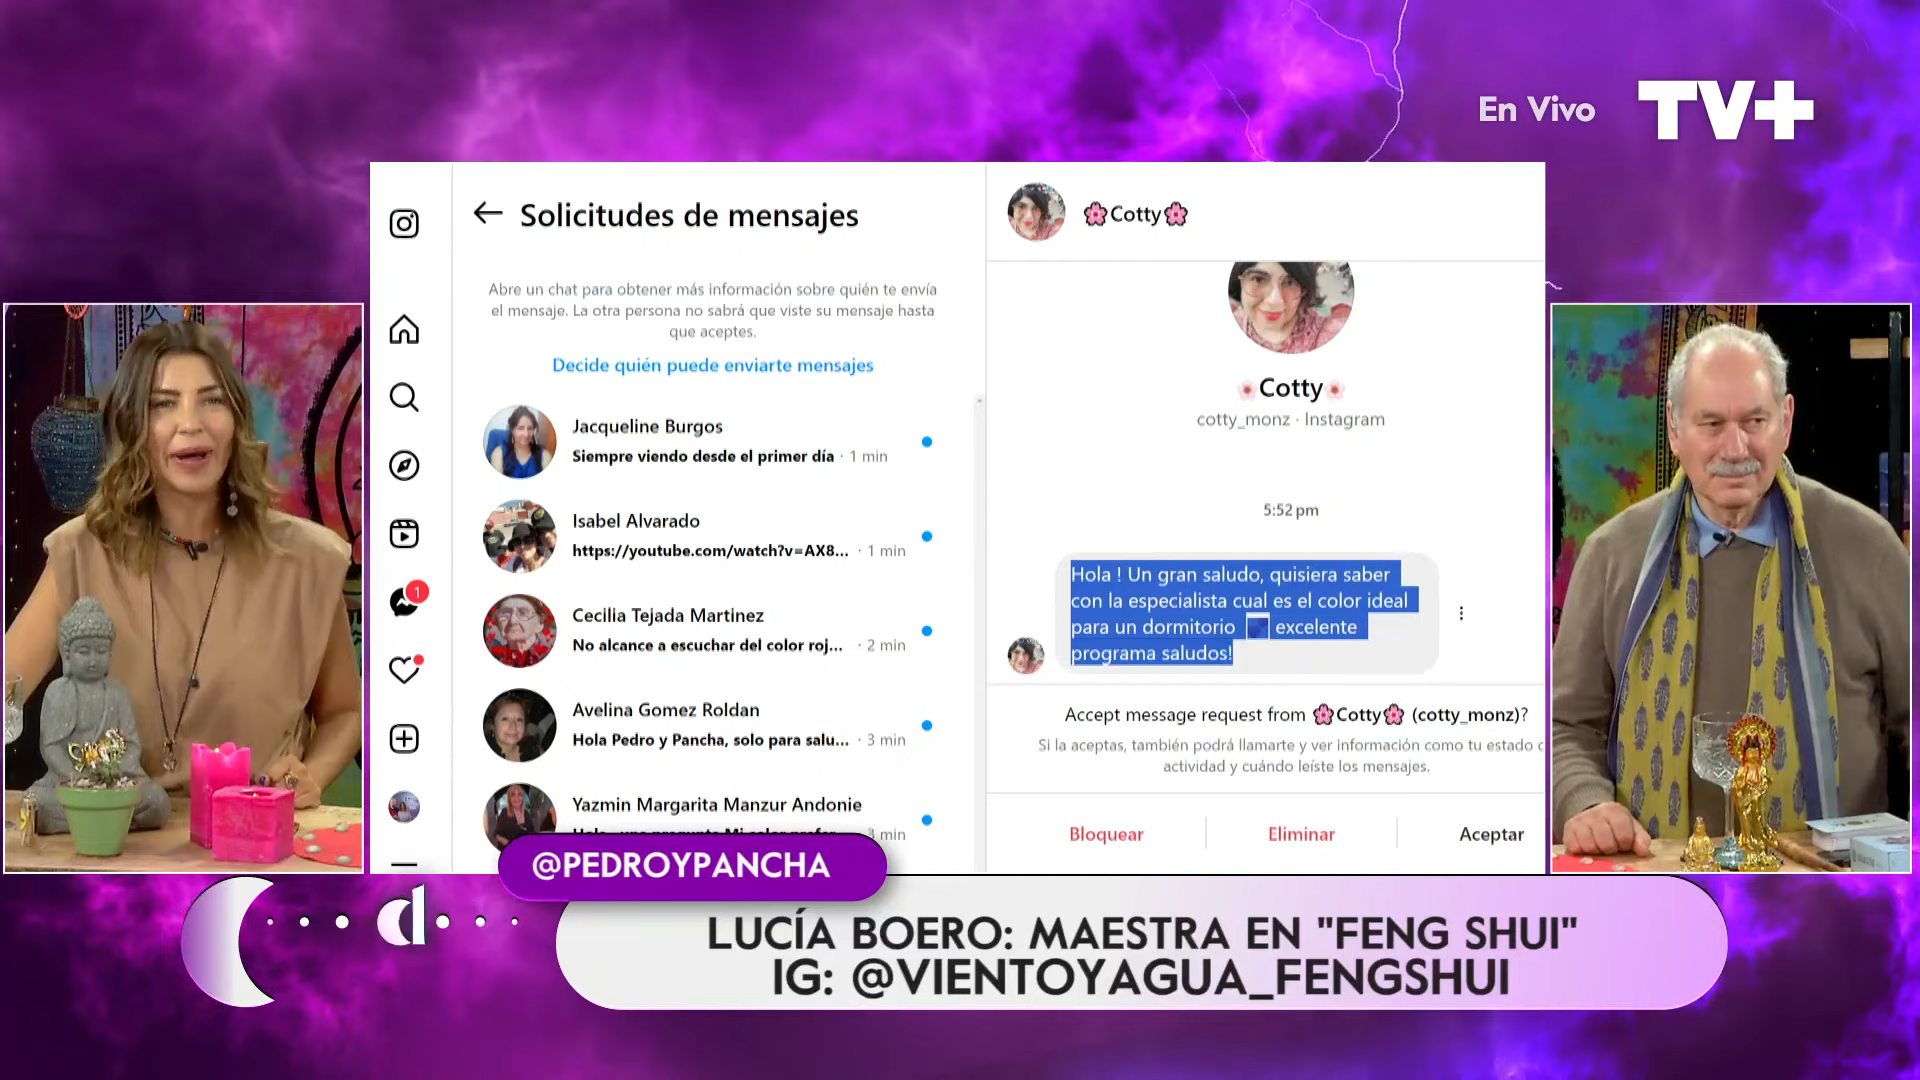 En Vivo
TV+
Solicitudes de mensajes
Abre un chat para obtener más información sobre quién te envía
el mensaje. La otra persona no sabrá que viste su mensaje hasta
que aceptes.
Decide quién puede enviarte mensajes
Jacqueline Burgos
Siempre viendo desde el primer día · 1 min
Isabel Alvarado
https://youtube.com/watch?v=AX8... · 1 min
1
Cecilia Tejada Martinez
No alcance a escuchar del color roj... · 2 min
Avelina Gomez Roldan
Hola Pedro y Pancha, solo para salu... · 3 min
Yazmin Margarita Manzur Andonie
3 min
🌸Cotty🌸
🌸Cotty🌸
cotty_monz · Instagram
5:52 pm
Hola ! Un gran saludo, quisiera saber
con la especialista cual es el color ideal
para un dormitorio excelente
programa saludos!
Accept message request from 🌸Cotty🌸 (cotty_monz)?
Si la aceptas, también podrá llamarte y ver información como tu estado
actividad y cuándo leíste los mensajes.
Bloquear
Eliminar
Aceptar
@PEDROYPANCHA
d
LUCÍA BOERO: MAESTRA EN "FENG SHUI"
IG: @VIENTOYAGUA_FENGSHUI